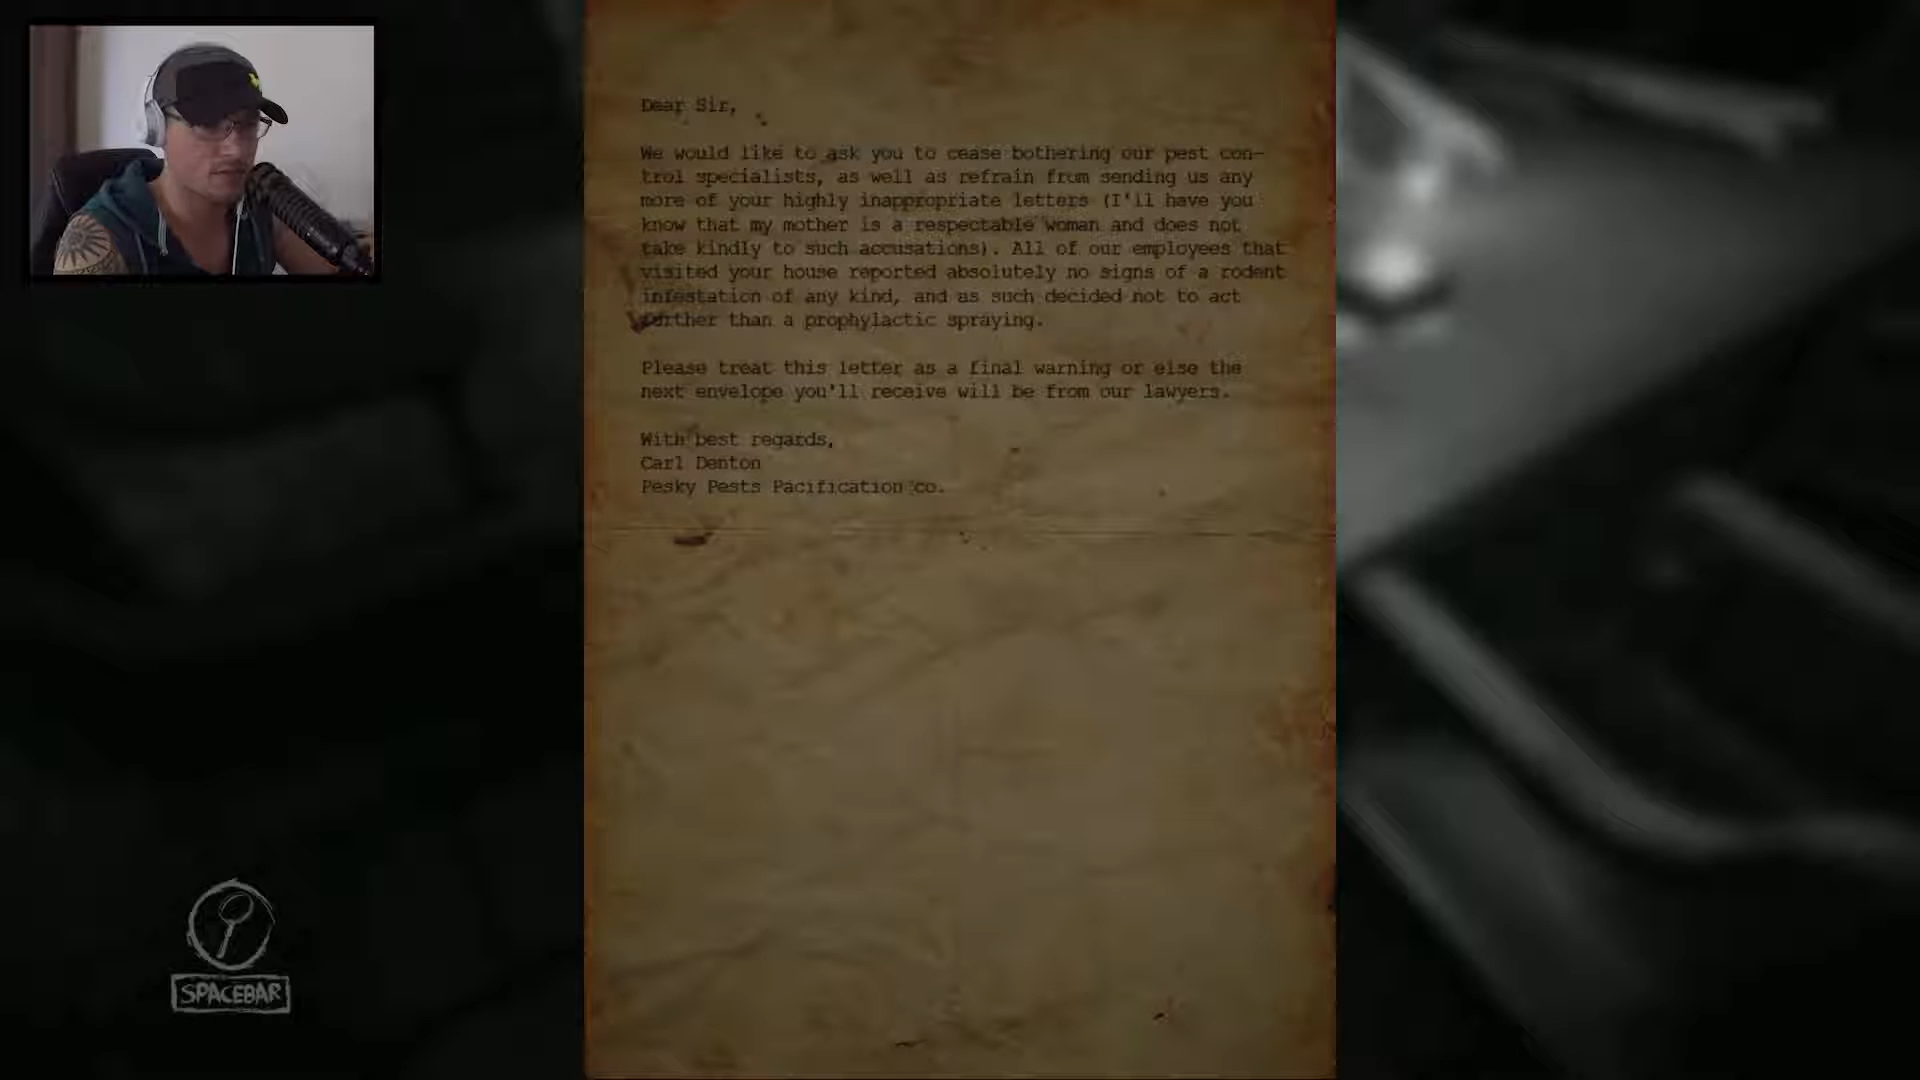 Dear Sir,
We would like to ask you to cease bothering our pest con-
trol specialists, as well as refrain from sending us any
more of your highly inappropriate letters (I'll have you
know that my mother is a respectable woman and does not
take kindly to such accusations). All of our employees that
visited your house reported absolutely no signs of a rodent
infestation of any kind, and as such decided not to act
further than a prophylactic spraying.
Please treat this letter as a final warning or else the
next envelope you'll receive will be from our lawyers.
With best regards,
Carl Denton
Pesky Pests Pacification co.
SPACEBAR